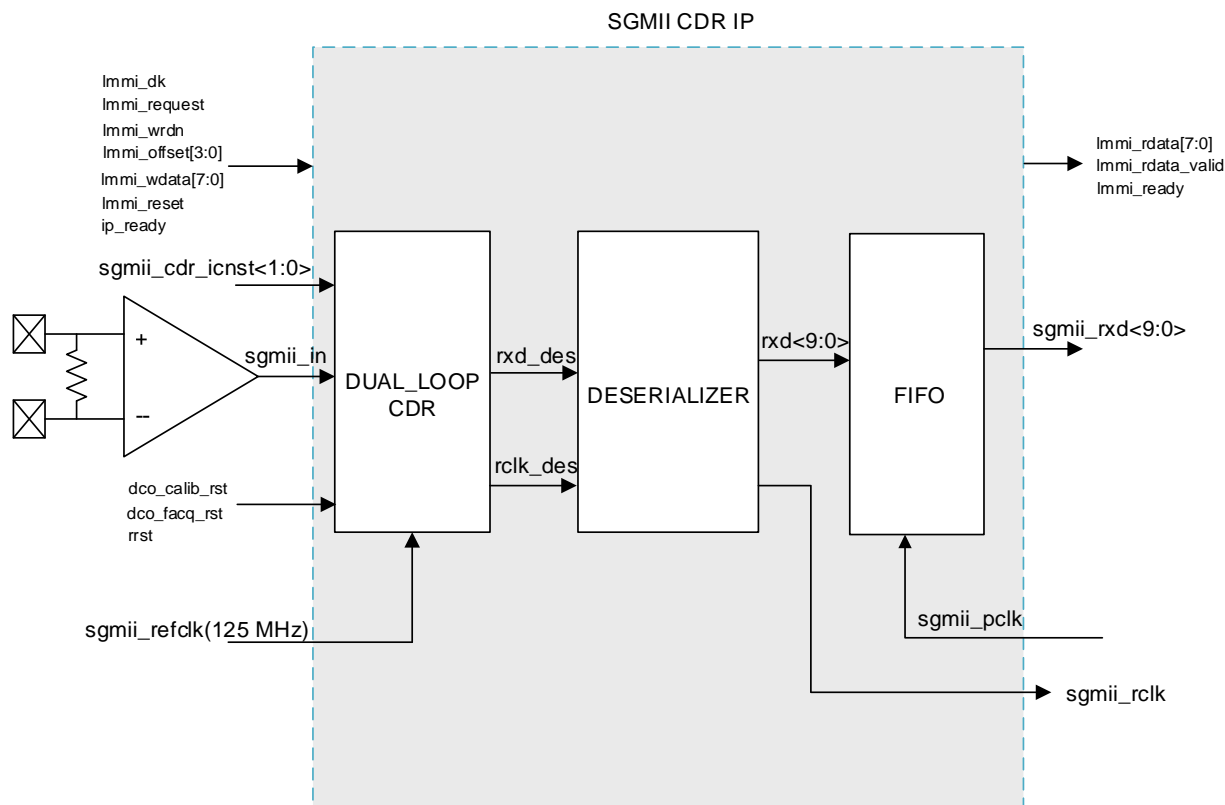 SGMII CDR IP
lmmi_clk
lmmi_request
lmmi_wrdn
lmmi_offset[3:0]
lmmi_wdata[7:0]
lmmi_reset
ip_ready
lmmi_rdata[7:0]
lmmi_rdata_valid
lmmi_ready
sgmii_cdr_icnst<1:0>
+
--
sgmii_in
DUAL_LOOP
CDR
rxd_des
rclk_des
DESERIALIZER
rxd<9:0>
FIFO
sgmii_rxd<9:0>
dco_calib_rst
dco_facq_rst
rrst
sgmii_refclk(125 MHz)
sgmii_pclk
sgmii_rclk